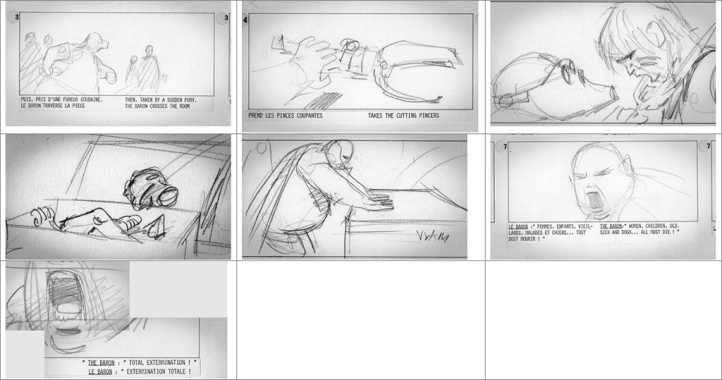 3
3
MAIS, PRIS D'UNE FUREUR SOUDAINE,
LE BARON TRAVERSE LA PIECE
THEN, TAKEN BY A SUDDEN FURY,
THE BARON CROSSES THE ROOM
4
PREND LES PINCES COUPANTES
TAKES THE CUTTING PINCERS
7
7
LE BARON :" FEMMES, ENFANTS, VIEIL-
LARDS, MALADES ET CHIENS... TOUT
DOIT MOURIR ! "
THE BARON:" WOMEN, CHILDREN, OLD,
SICK AND DOGS... ALL MUST DIE ! "
" THE BARON : " TOTAL EXTERMINATION ! "
LE BARON : " EXTERMINATION TOTALE !